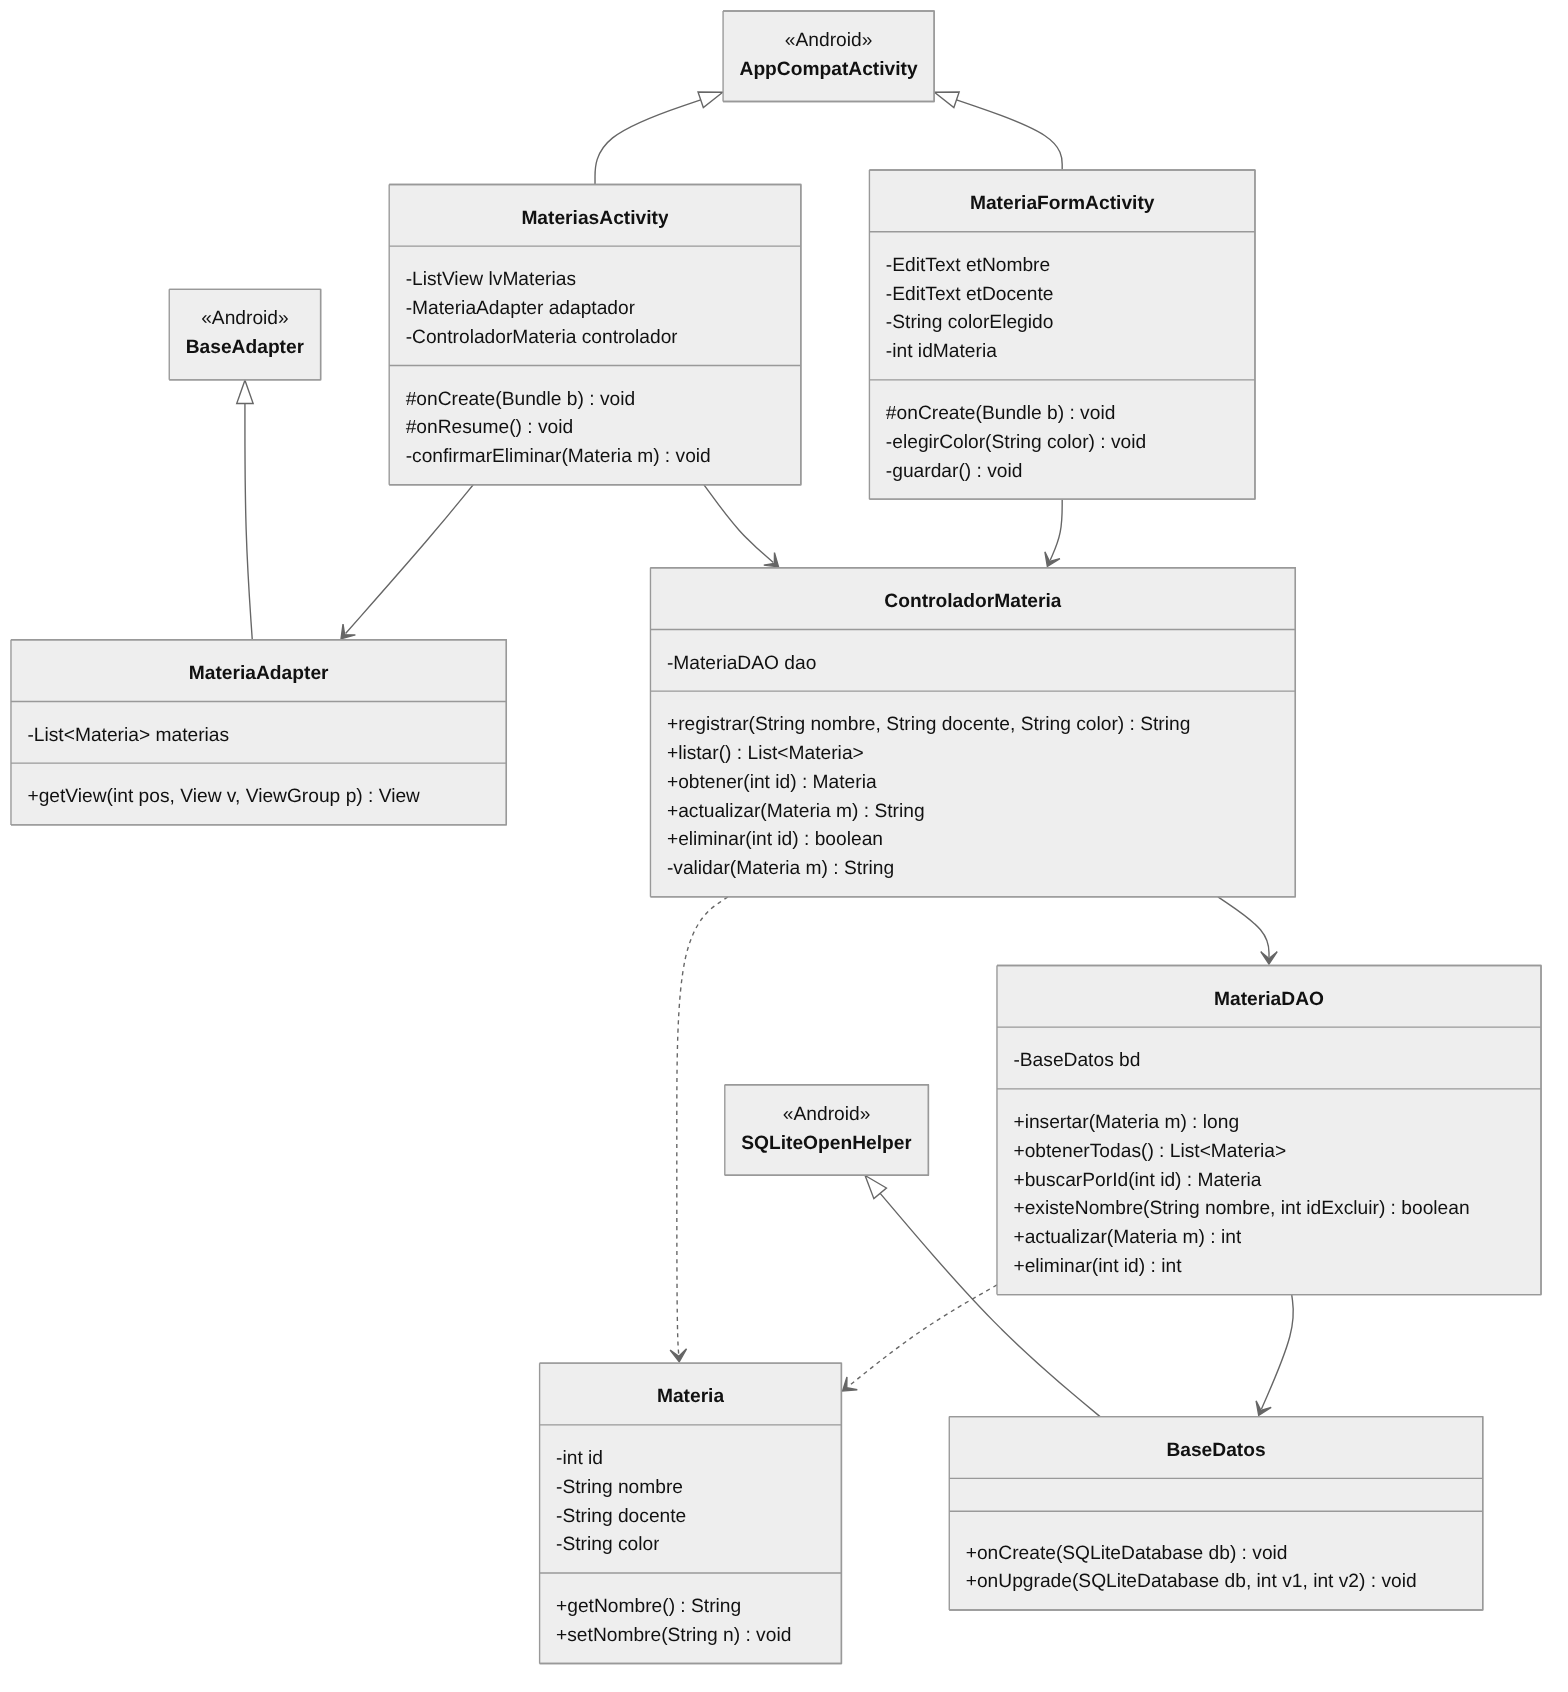 «Android»
AppCompatActivity
MateriasActivity
-ListView lvMaterias
-MateriaAdapter adaptador
-ControladorMateria controlador
#onCreate(Bundle b) : void
#onResume() : void
-confirmarEliminar(Materia m) : void
MateriaFormActivity
-EditText etNombre
-EditText etDocente
-String colorElegido
-int idMateria
#onCreate(Bundle b) : void
-elegirColor(String color) : void
-guardar() : void
«Android»
BaseAdapter
MateriaAdapter
-List<Materia> materias
+getView(int pos, View v, ViewGroup p) : View
ControladorMateria
-MateriaDAO dao
+registrar(String nombre, String docente, String color) : String
+listar() : List<Materia>
+obtener(int id) : Materia
+actualizar(Materia m) : String
+eliminar(int id) : boolean
-validar(Materia m) : String
MateriaDAO
-BaseDatos bd
+insertar(Materia m) : long
+obtenerTodas() : List<Materia>
+buscarPorId(int id) : Materia
+existeNombre(String nombre, int idExcluir) : boolean
+actualizar(Materia m) : int
+eliminar(int id) : int
«Android»
SQLiteOpenHelper
Materia
-int id
-String nombre
-String docente
-String color
+getNombre() : String
+setNombre(String n) : void
BaseDatos
+onCreate(SQLiteDatabase db) : void
+onUpgrade(SQLiteDatabase db, int v1, int v2) : void